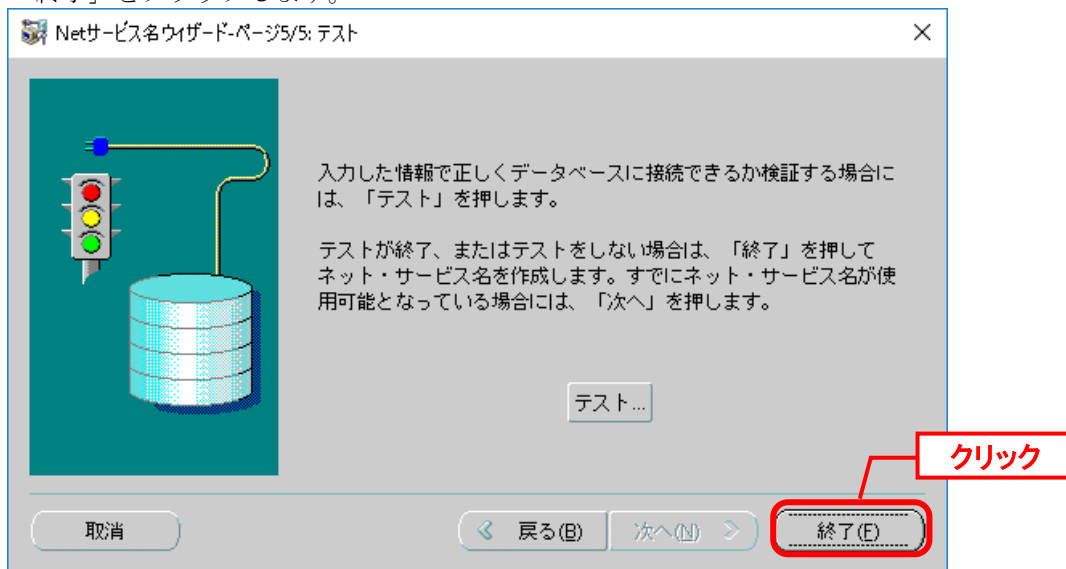 Netサービス名ウィザード-ページ5/5: テスト
入力した情報で正しくデータベースに接続できるか検証する場合に
は、「テスト」を押します。
テストが終了、またはテストをしない場合は、「終了」を押して
ネット・サービス名を作成します。すでにネット・サービス名が使
用可能となっている場合には、「次へ」を押します。
テスト...
クリック
取消
戻る(B)
次へ(N)
終了(F)